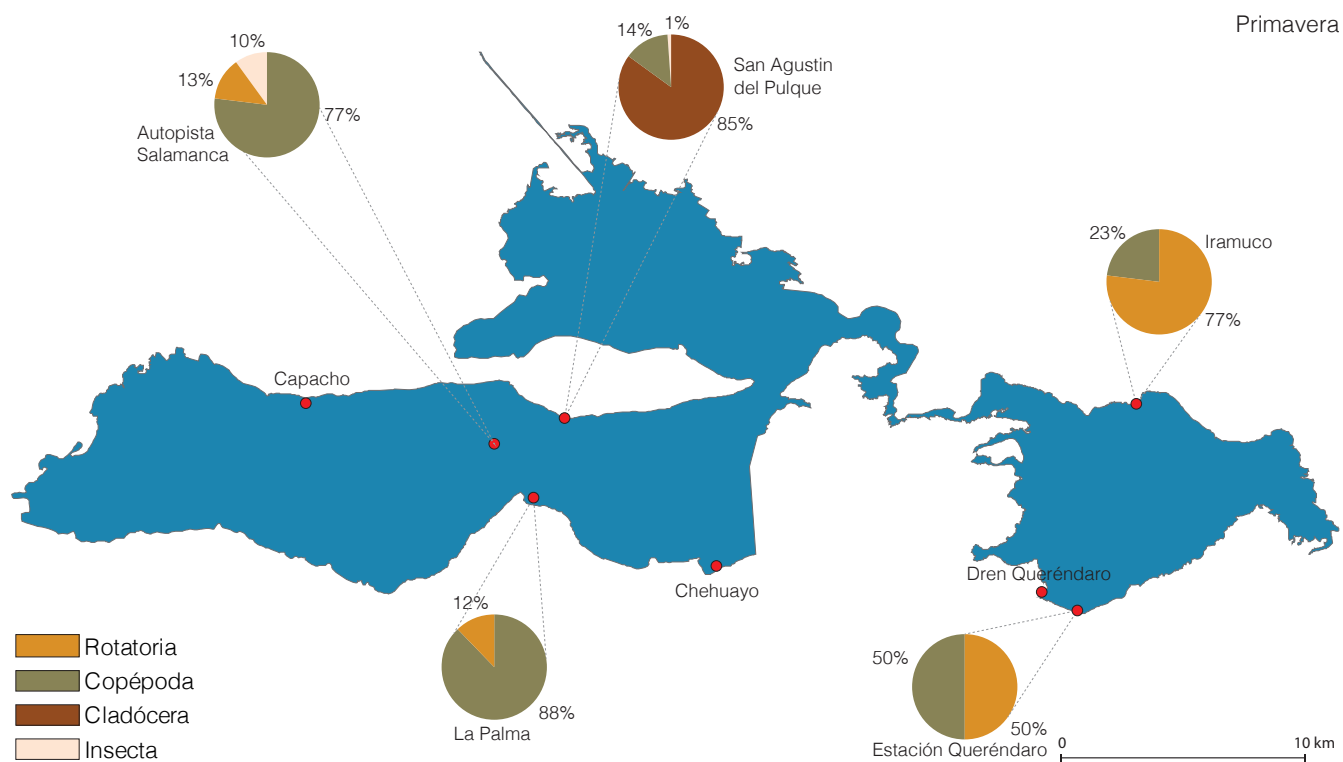 Primavera
10%
13%
77%
Autopista
Salamanca
14%
1%
San Agustin
del Pulque
85%
23%
Iramuco
77%
Capacho
Chehuayo
Dren Queréndaro
12%
88%
La Palma
50%
50%
Estación Queréndaro
Rotatoria
Copépoda
Cladócera
Insecta
0
10 km